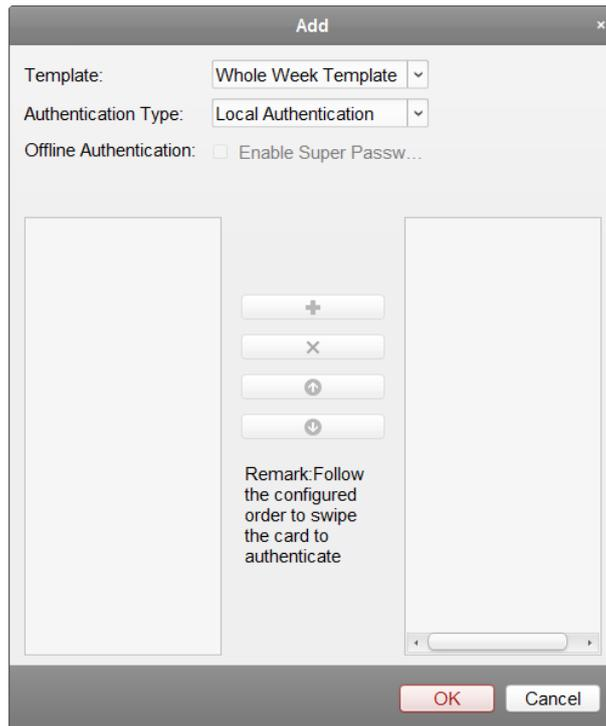 Add
Template: Whole Week Template
Authentication Type: Local Authentication
Offline Authentication: Enable Super Passw...
Remark:Follow
the configured
order to swipe
the card to
authenticate
OK Cancel